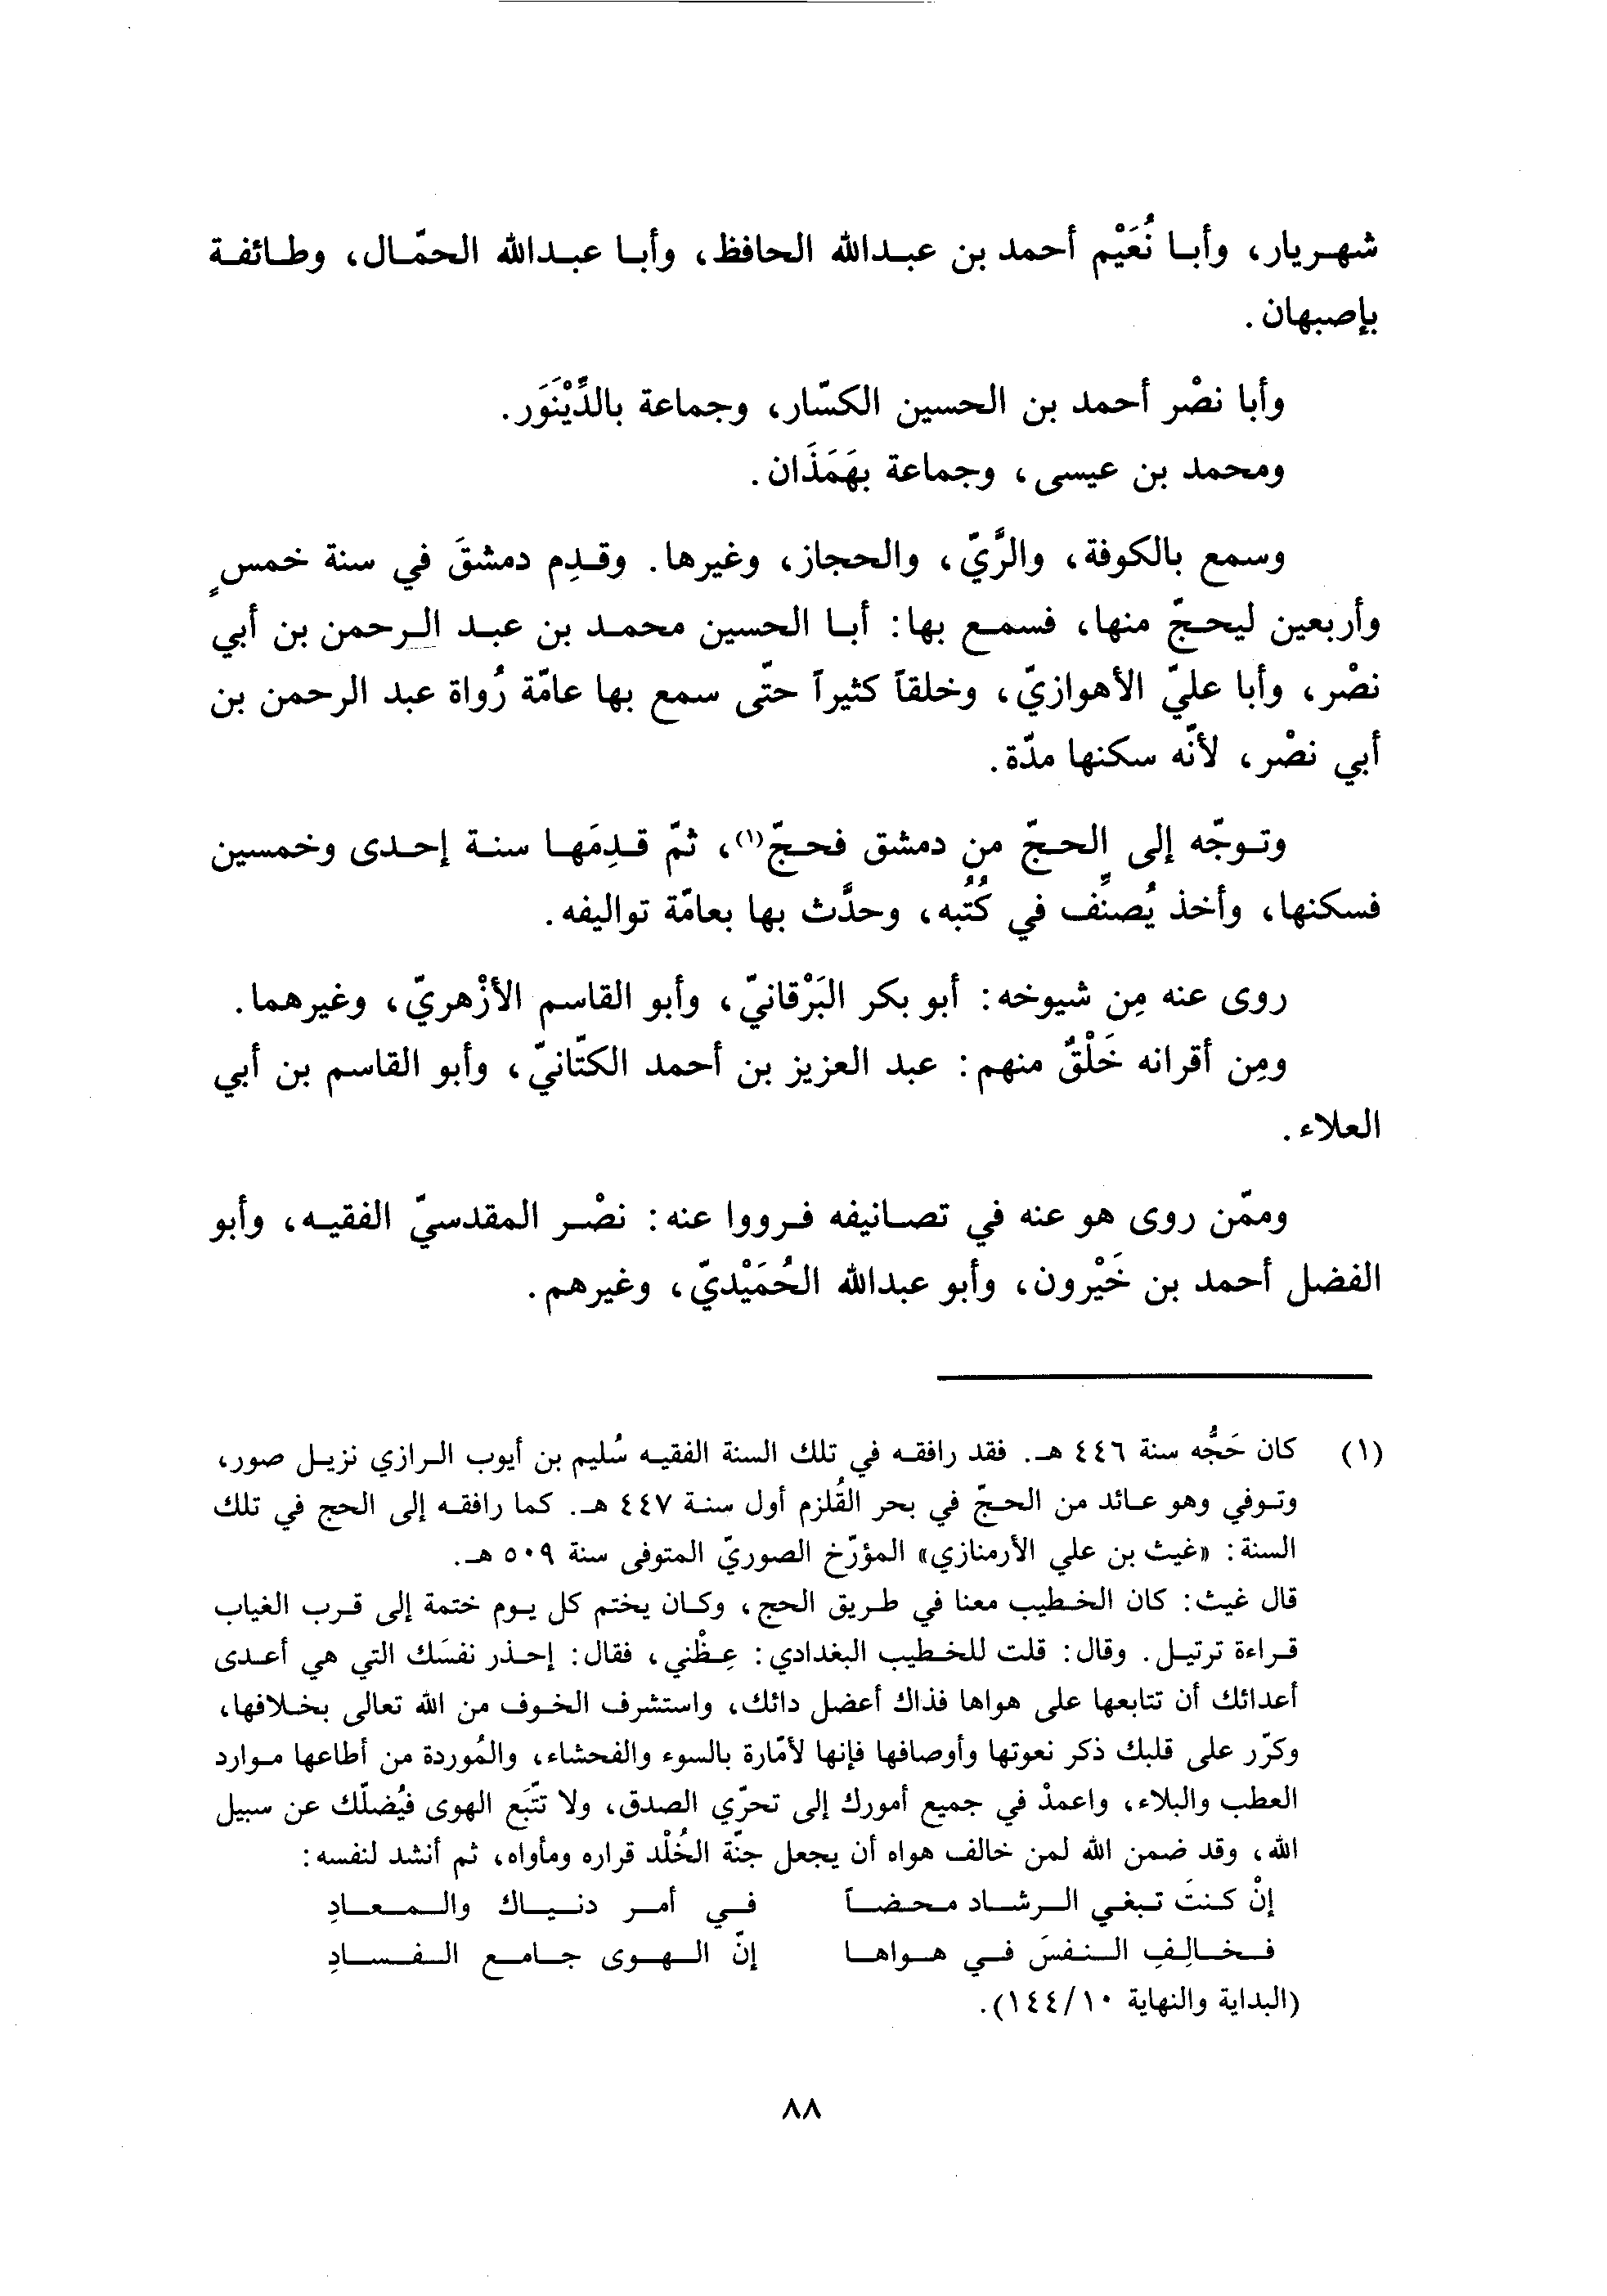 شهريار، وأبا نُعَيْم أحمد بن عبدالله الحافظ، وأبا عبدالله الحمّال، وطائفة
بإصبهان.
وأبا نصْر أحمد بن الحسين الكسّار، وجماعة بالدِّيْنَوَر.
ومحمد بن عيسى، وجماعة بهَمَذَان.
وسمع بالكوفة، والرَّيّ، والحجاز، وغيرها. وقدِم دمشقَ في سنة خمسٍ
وأربعين ليحجّ منها، فسمع بها: أبا الحسين محمد بن عبد الرحمن بن أبي
نصْر، وأبا عليّ الأهوازيّ، وخلقاً كثيراً حتّى سمع بها عامّة رُواة عبد الرحمن بن
أبي نصْر، لأنّه سكنها مدّة.
وتوجّه إلى الحجّ من دمشق فحجّ(١)، ثمّ قدِمَها سنة إحدى وخمسين
فسكنها، وأخذ يُصنِّف في كُتُبه، وحدَّث بها بعامّة تواليفه.
روى عنه مِن شيوخه: أبو بكر البَرْقانيّ، وأبو القاسم الأزْهريّ، وغيرهما.
ومِن أقرانه خَلْقٌ منهم: عبد العزيز بن أحمد الكتّانيّ، وأبو القاسم بن أبي
العلاء.
وممّن روى هو عنه في تصانيفه فرووا عنه: نصْر المقدسيّ الفقيه، وأبو
الفضل أحمد بن خَيْرون، وأبو عبدالله الحُمَيْديّ، وغيرهم.
(١) كان حَجُّه سنة ٤٤٦ هـ. فقد رافقه في تلك السنة الفقيه سُليم بن أيوب الرازي نزيل صور،
وتوفي وهو عائد من الحجّ في بحر القُلزم أول سنة ٤٤٧ هـ. كما رافقه إلى الحج في تلك
السنة: «غيث بن علي الأرمنازي» المؤرّخ الصوريّ المتوفى سنة ٥٠٩ هـ.
قال غيث: كان الخطيب معنا في طريق الحج، وكان يختم كل يوم ختمة إلى قرب الغياب
قراءة ترتيل. وقال: قلت للخطيب البغدادي: عِظْني، فقال: إحذر نفسَك التي هي أعدى
أعدائك أن تتابعها على هواها فذاك أعضل دائك، واستشرف الخوف من الله تعالى بخلافها،
وكرّر على قلبك ذكر نعوتها وأوصافها فإنها لأمّارة بالسوء والفحشاء، والمُوردة من أطاعها موارد
العطب والبلاء، واعمدْ في جميع أمورك إلى تحرّي الصدق، ولا تتّبَع الهوى فيُضلّك عن سبيل
الله، وقد ضمن الله لمن خالف هواه أن يجعل جنّة الخُلْد قراره ومأواه، ثم أنشد لنفسه:
إنْ كنتَ تبغي الرشاد محضاً في أمر دنياك والمعادِ
فخالِفِ النفسَ في هواها إنّ الهوى جامع الفسادِ
(البداية والنهاية ١٤٤/١٠).
٨٨